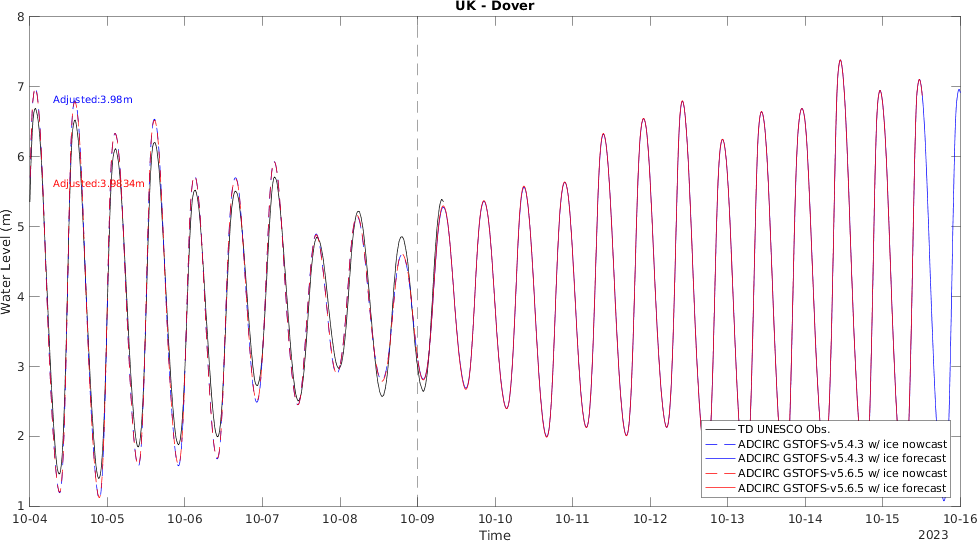 UK - Dover
8
7
6
5
4
3
2
1
Water Level (m)
Adjusted:3.98m
Adjusted:3.9834m
TD UNESCO Obs.
ADCIRC GSTOFS-v5.4.3 w/ ice nowcast
ADCIRC GSTOFS-v5.4.3 w/ ice forecast
ADCIRC GSTOFS-v5.6.5 w/ ice nowcast
ADCIRC GSTOFS-v5.6.5 w/ ice forecast
10-04 10-05 10-06 10-07 10-08 10-09 10-10 10-11 10-12 10-13 10-14 10-15 10-16
Time
2023